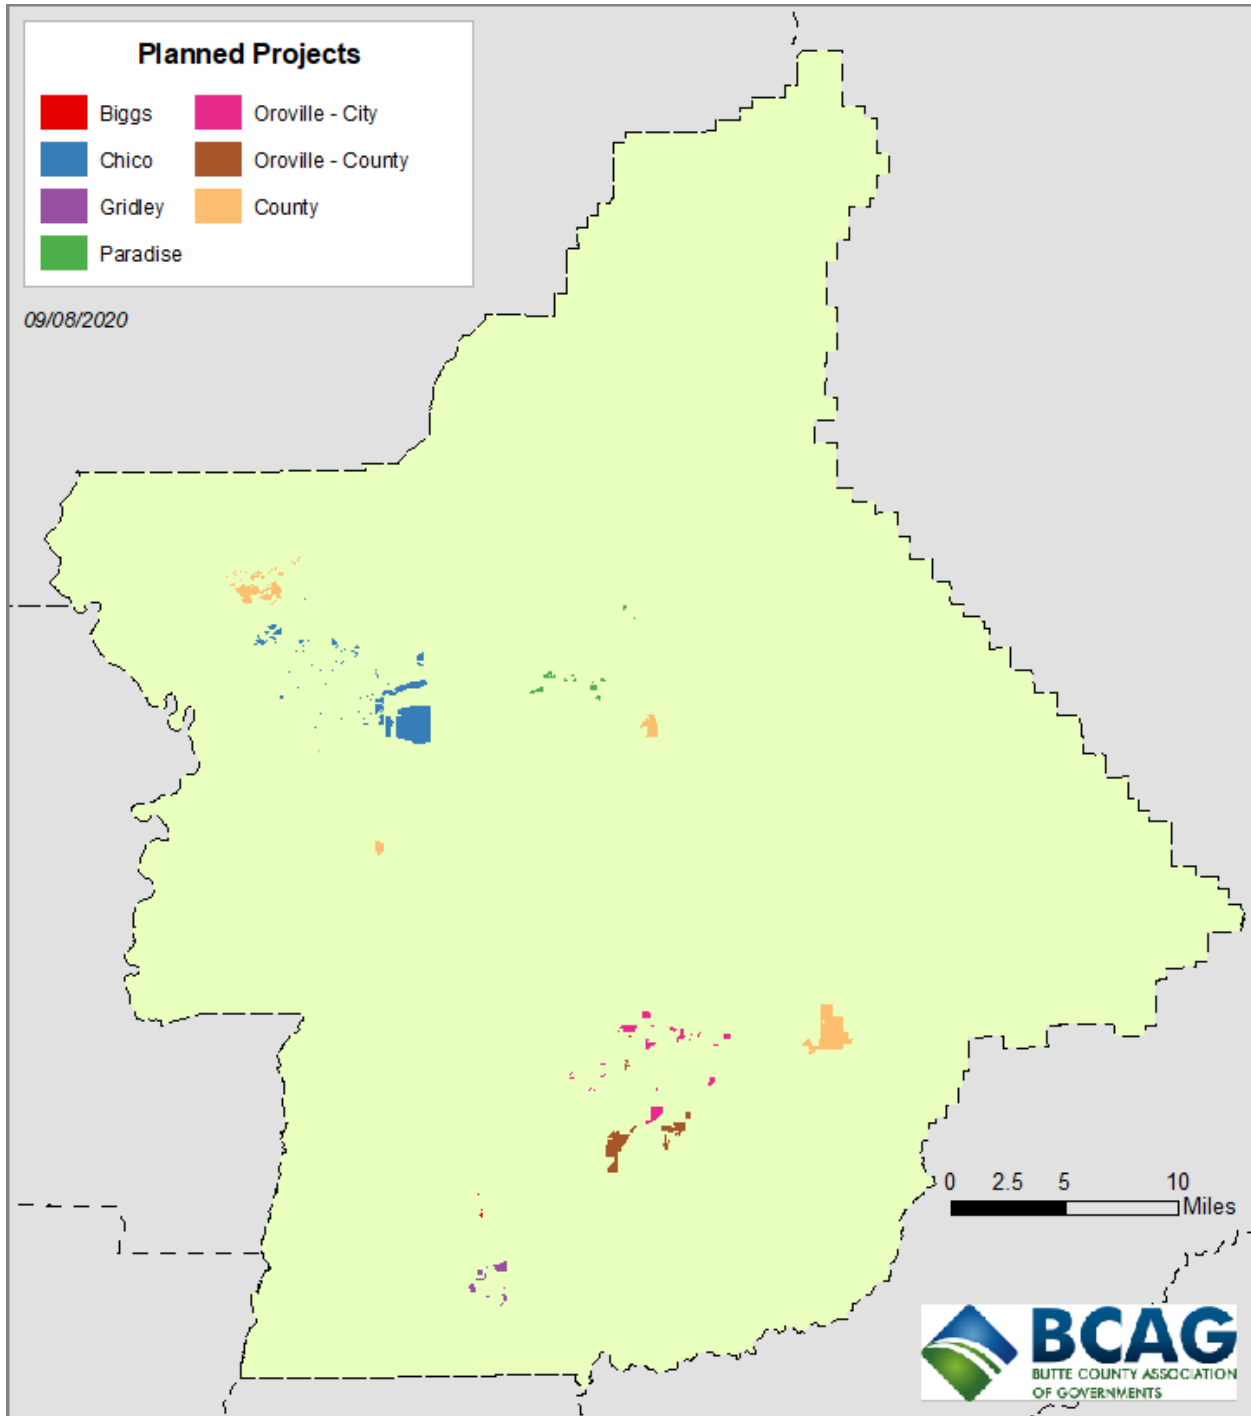 Planned Projects
Biggs
Oroville - City
Chico
Oroville - County
Gridley
County
Paradise
09/08/2020
0 2.5 5 10
Miles
BCAG
BUTTE COUNTY ASSOCIATION
OF GOVERNMENTS